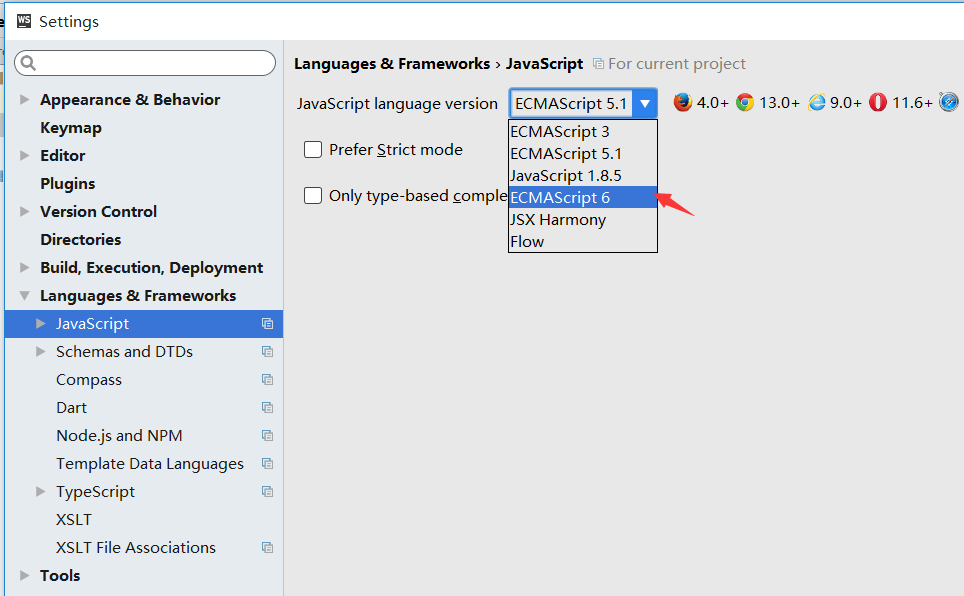 WS Settings
Languages & Frameworks › JavaScript For current project
Appearance & Behavior
Keymap
Editor
Plugins
Version Control
Directories
Build, Execution, Deployment
Languages & Frameworks
JavaScript
Schemas and DTDs
Compass
Dart
Node.js and NPM
Template Data Languages
TypeScript
XSLT
XSLT File Associations
Tools
JavaScript language version ECMAScript 5.1 4.0+ 13.0+ 9.0+ 11.6+
Prefer Strict mode
Only type-based comple
ECMAScript 3
ECMAScript 5.1
JavaScript 1.8.5
ECMAScript 6
JSX Harmony
Flow